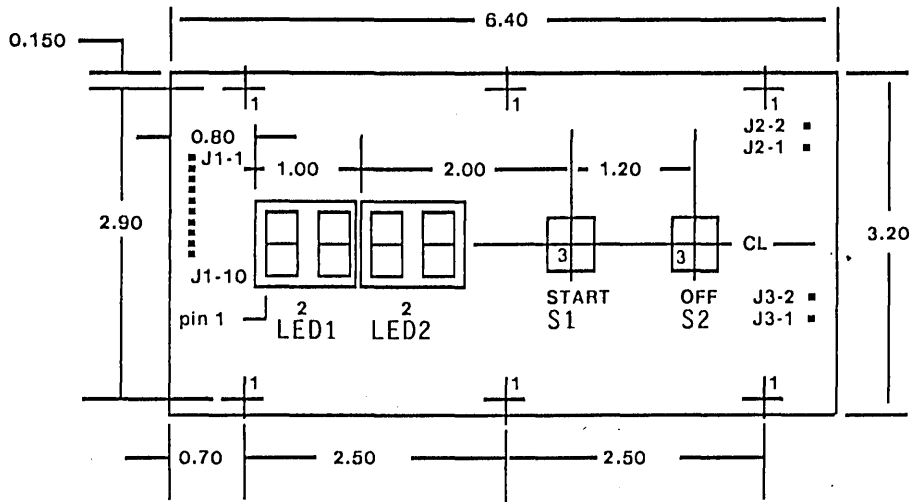 6.40
0.150
1 1 1
J2-2
0.80
J2-1
J1-1
1.00 2.00 1.20
2.90
3.20
3 3 CL
J1-10
START OFF J3-2
2 2
pin 1 LED1 LED2 S1 S2 J3-1
1 1 1
0.70 2.50 2.50